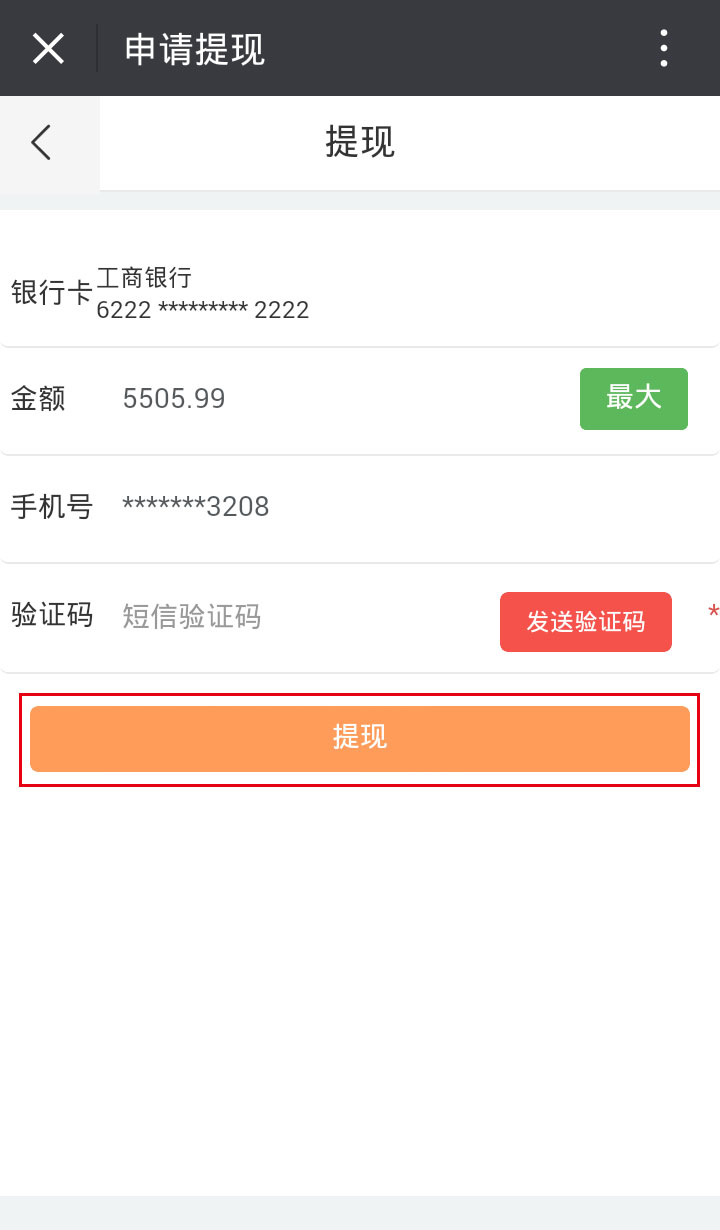 申请提现
提现
银行卡
工商银行
6222 ********* 2222
金额 5505.99 最大
手机号 *******3208
验证码 短信验证码 发送验证码 *
提现